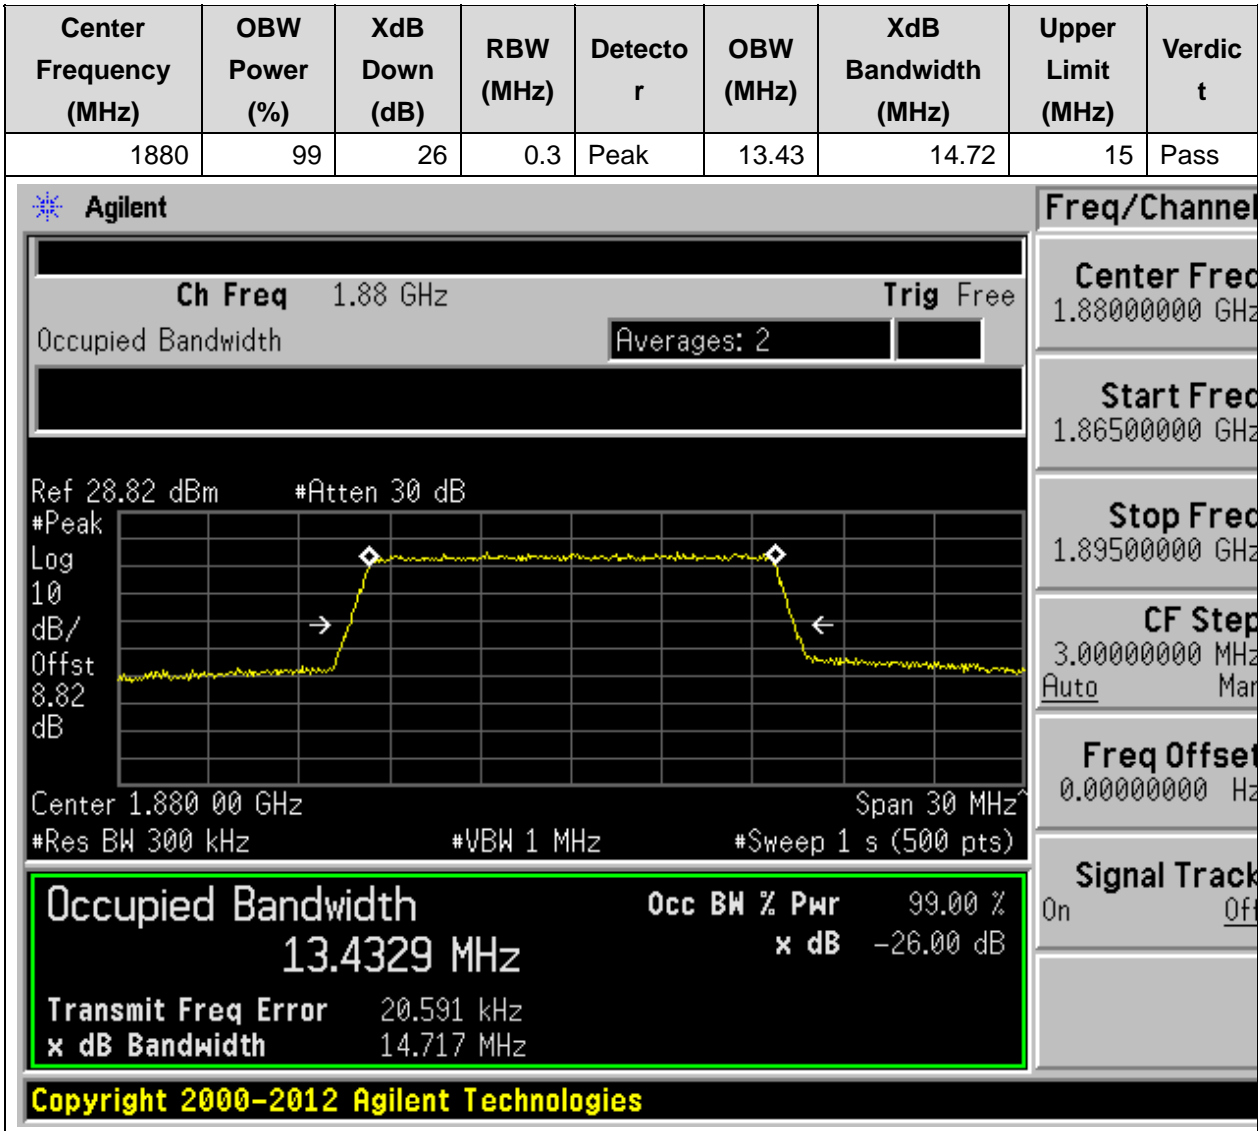 Center Frequency (MHz) OBW Power (%) XdB Down (dB) RBW (MHz) Detecto r OBW (MHz) XdB Bandwidth (MHz) Upper Limit (MHz) Verdic t
1880 99 26 0.3 Peak 13.43 14.72 15 Pass
Agilent
Freq/Channel
Ch Freq 1.88 GHz Trig Free
Occupied Bandwidth Averages: 2
Center Freq
1.88000000 GHz
Start Freq
1.86500000 GHz
Stop Freq
1.89500000 GHz
CF Step
3.00000000 MHz
Auto Man
Freq Offset
0.00000000 Hz
Signal Track
On Off
Ref 28.82 dBm #Atten 30 dB
#Peak
Log
10
dB/
Offst
8.82
dB
Center 1.880 00 GHz Span 30 MHz^
#Res BW 300 kHz #VBW 1 MHz #Sweep 1 s (500 pts)
Occupied Bandwidth Occ BW % Pwr 99.00 %
13.4329 MHz x dB -26.00 dB
Transmit Freq Error 20.591 kHz
x dB Bandwidth 14.717 MHz
Copyright 2000-2012 Agilent Technologies